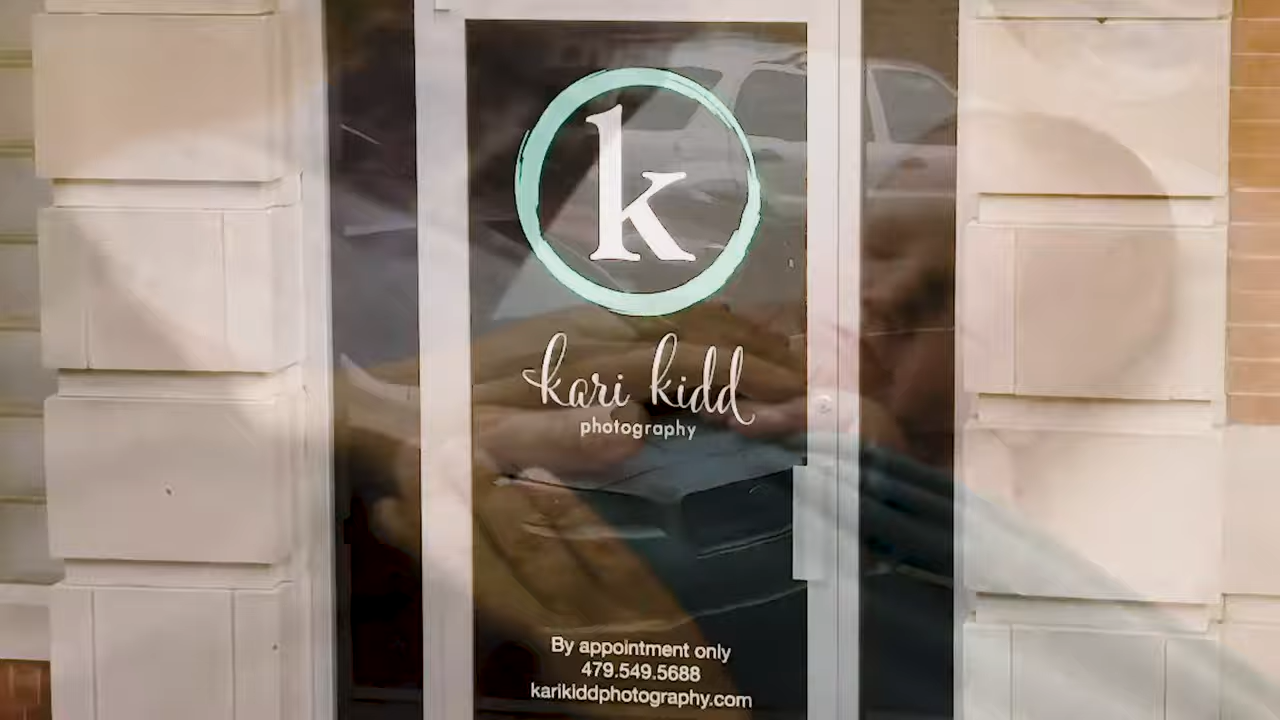 k
kari kidd
photography
By appointment only
479.549.5688
karikiddphotography.com